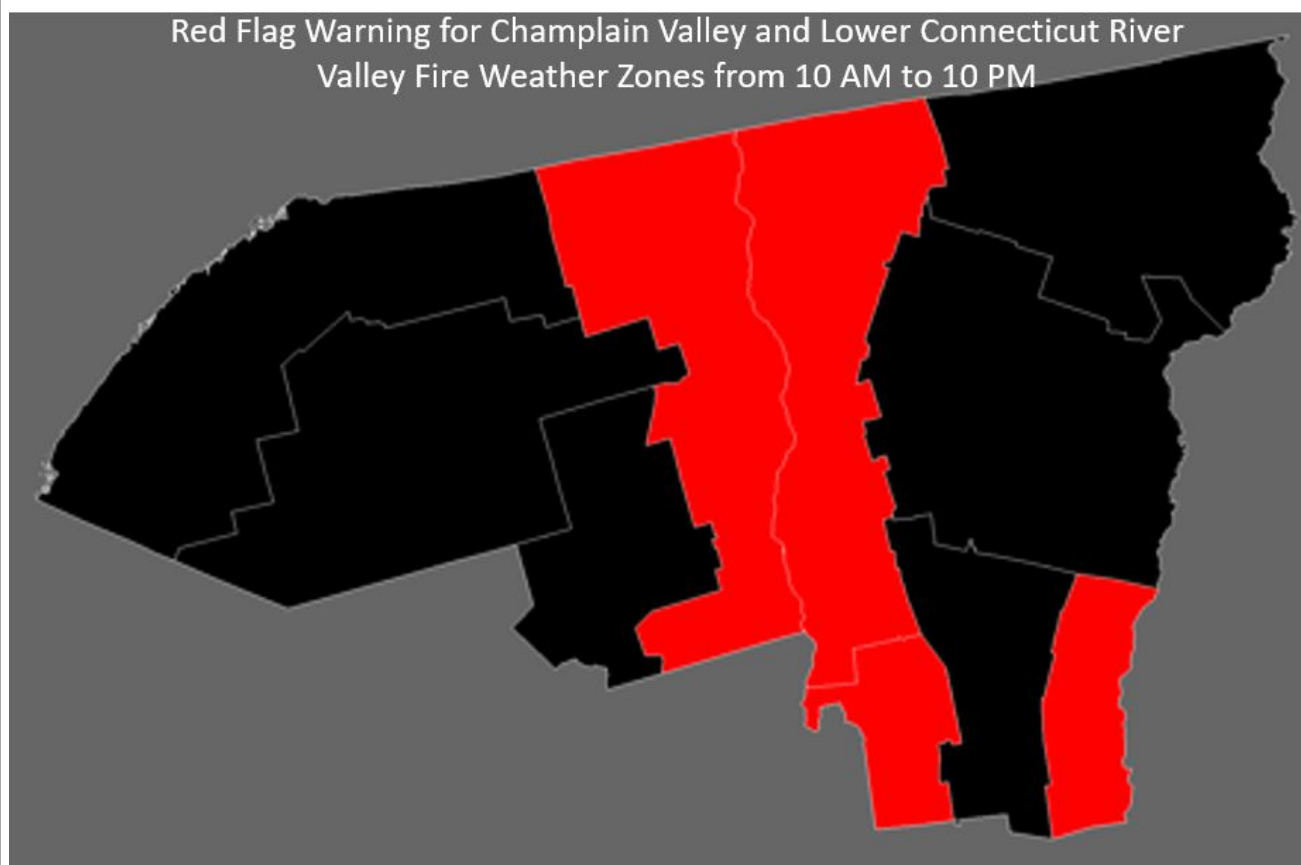 Red Flag Warning for Champlain Valley and Lower Connecticut River
Valley Fire Weather Zones from 10 AM to 10 PM